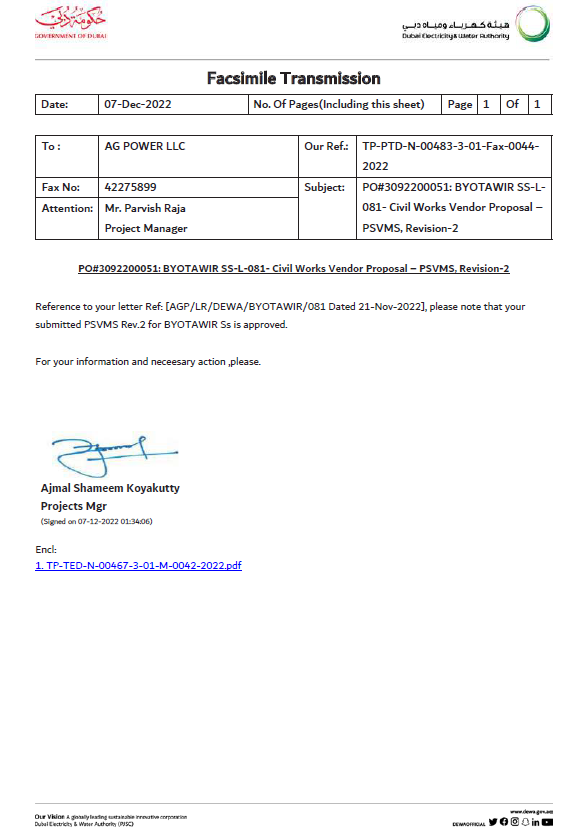 حكومة دبي
GOVERNMENT OF DUBAI
هيئة كهرباء ومياه دبي
Dubai Electricity & Water Authority
Facsimile Transmission
Date: 07-Dec-2022 No. Of Pages(Including this sheet) Page 1 Of 1
To : AG POWER LLC Our Ref.: TP-PTD-N-00483-3-01-Fax-0044-
2022
Fax No: 42275899 Subject: PO#3092200051: BYOTAWIR SS-L-
Attention: Mr. Parvish Raja 081- Civil Works Vendor Proposal –
Project Manager PSVMS, Revision-2
PO#3092200051: BYOTAWIR SS-L-081- Civil Works Vendor Proposal – PSVMS, Revision-2
Reference to your letter Ref: [AGP/LR/DEWA/BYOTAWIR/081 Dated 21-Nov-2022], please note that your
submitted PSVMS Rev.2 for BYOTAWIR Ss is approved.
For your information and neceesary action ,please.
Ajmal Shameem Koyakutty
Projects Mgr
(Signed on 07-12-2022 01:34:06)
Encl:
1. TP-TED-N-00467-3-01-M-0042-2022.pdf
www.dewa.gov.ae
Our Vision A globally leading sustainable innovative corporation
Dubai Electricity & Water Authority (PJSC) DEWAOFFICIAL